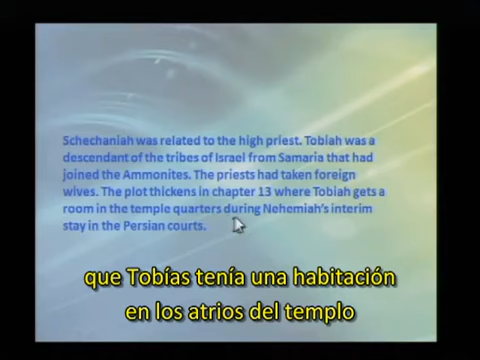 Schechaniah was related to the high priest. Tobiah was a
descendant of the tribes of Israel from Samaria that had
joined the Ammonites. The priests had taken foreign
wives. The plot thickens in chapter 13 where Tobiah gets a
room in the temple quarters during Nehemiah's interim
stay in the Persian courts.
que Tobías tenía una habitación
en los atrios del templo